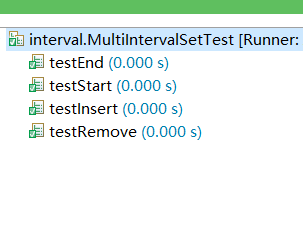 interval.MultiIntervalSetTest [Runner:
testEnd (0.000 s)
testStart (0.000 s)
testInsert (0.000 s)
testRemove (0.000 s)